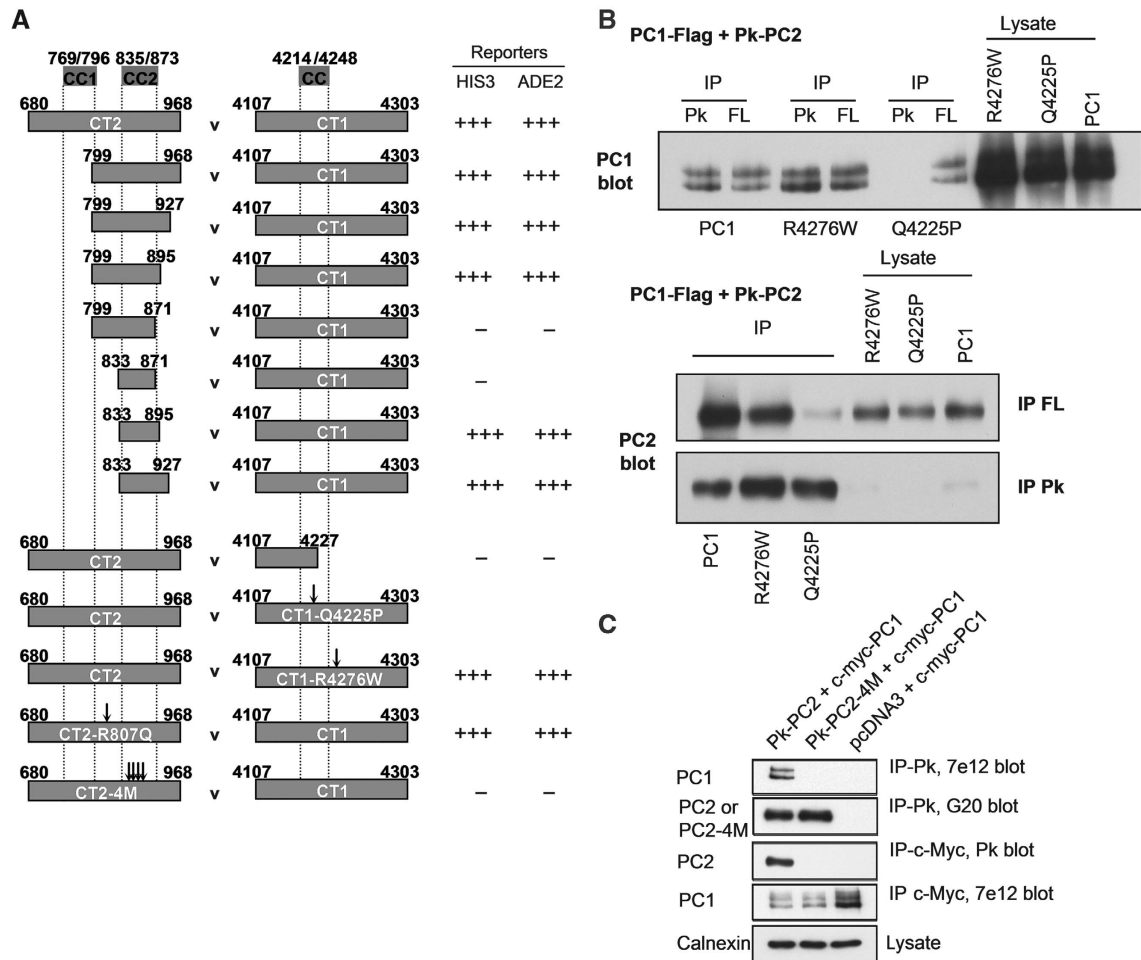 A
769/796 835/873
CC1 CC2
4214/4248
CC
Reporters
HIS3 ADE2
680 968 4107 4303
CT2 v CT1 +++ +++
799 968 4107 4303
v CT1 +++ +++
799 927 4107 4303
v CT1 +++ +++
799 895 4107 4303
v CT1 +++ +++
799 871 4107 4303
v CT1 – –
833 871 4107 4303
v CT1 –
833 895 4107 4303
v CT1 +++ +++
833 927 4107 4303
v CT1 +++ +++
680 968 4107 4227
CT2 v – –
680 968 4107 4303
CT2 v CT1-Q4225P
680 968 4107 4303
CT2 v CT1-R4276W +++ +++
680 968 4107 4303
CT2-R807Q v CT1 +++ +++
680 968 4107 4303
CT2-4M v CT1 – –
B
PC1-Flag + Pk-PC2
Lysate
IP IP IP
Pk FL Pk FL Pk FL
R4276W Q4225P PC1
PC1
blot
PC1 R4276W Q4225P
Lysate
PC1-Flag + Pk-PC2
IP
R4276W Q4225P PC1
PC2
blot
IP FL
IP Pk
PC1 R4276W Q4225P
C
Pk-PC2 + c-myc-PC1
Pk-PC2-4M + c-myc-PC1
pcDNA3 + c-myc-PC1
PC1 IP-Pk, 7e12 blot
PC2 or
PC2-4M
IP-Pk, G20 blot
PC2 IP-c-Myc, Pk blot
PC1 IP c-Myc, 7e12 blot
Calnexin Lysate